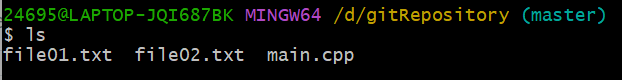 24695@LAPTOP-JQI687BK MINGW64 /d/gitRepository (master)
$ ls
file01.txt  file02.txt  main.cpp